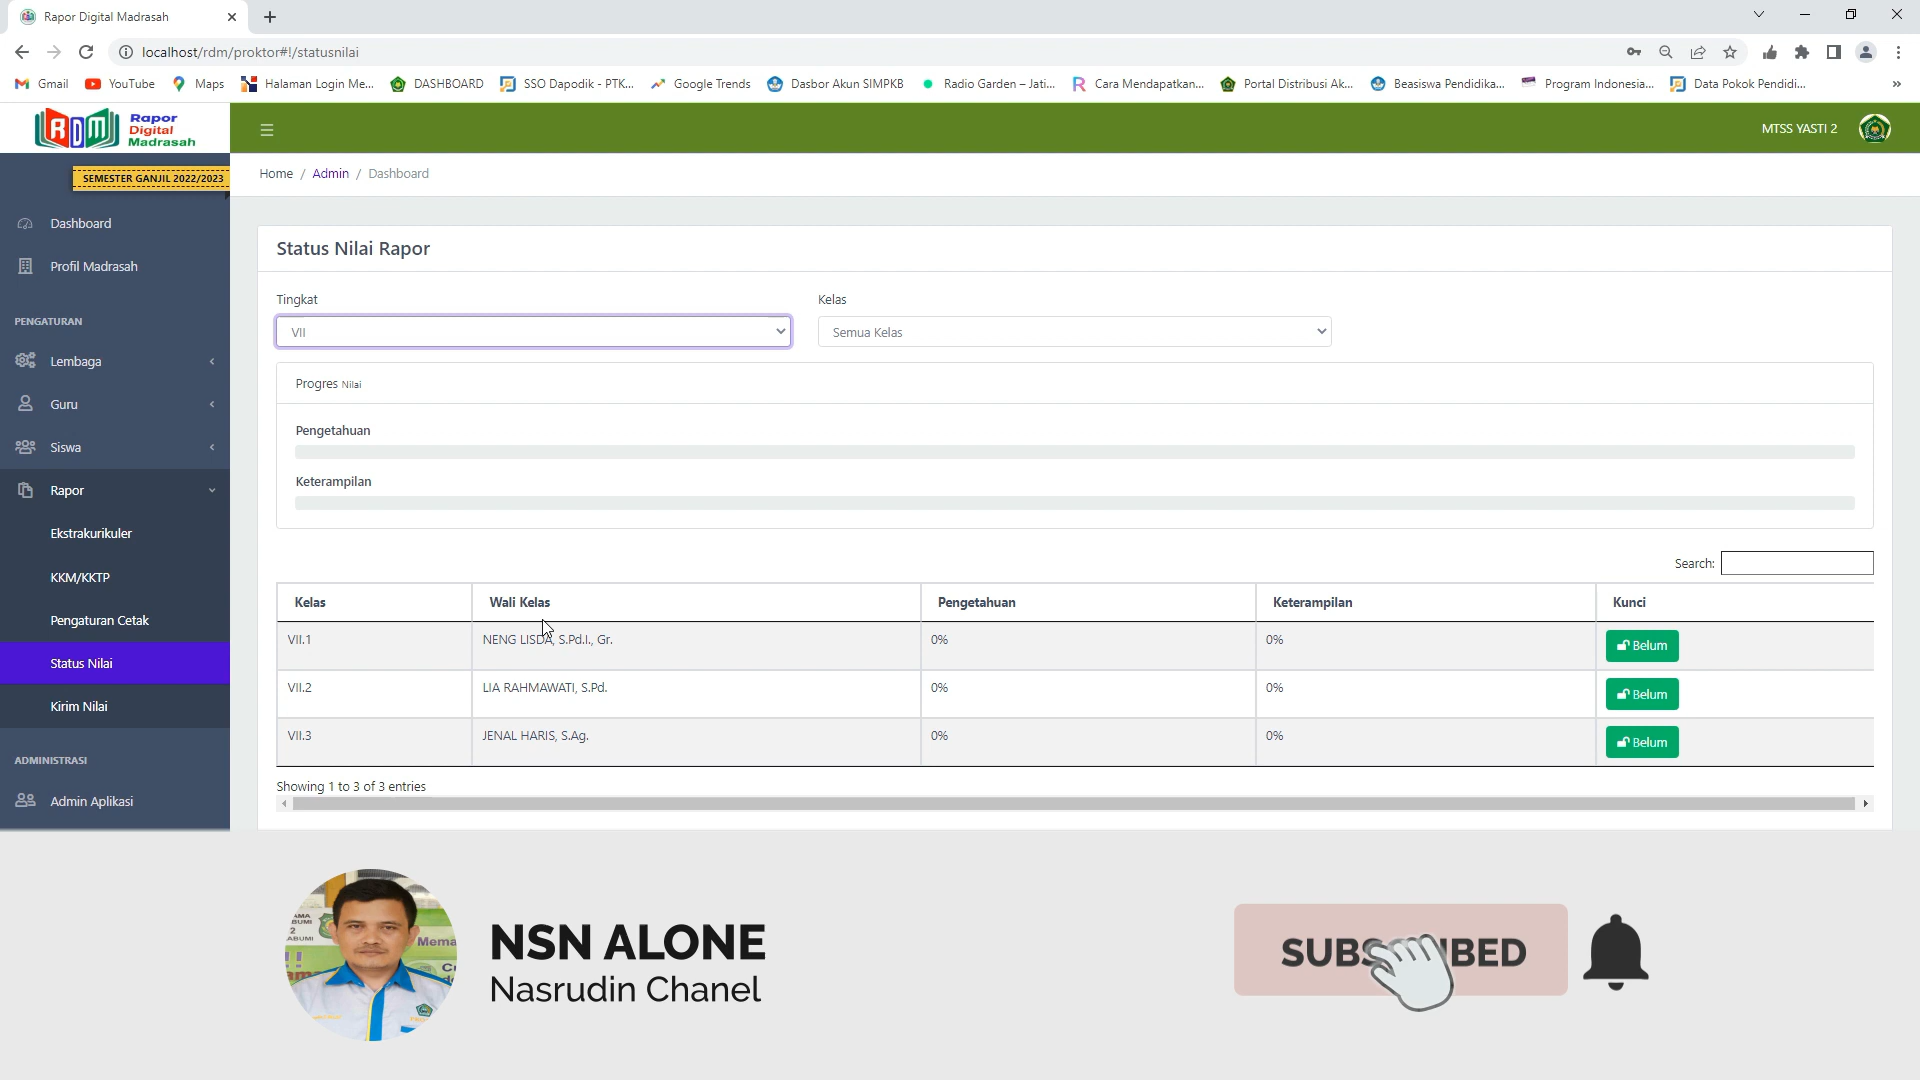 Rapor Digital Madrasah
localhost/rdm/proktor#!/statusnilai
Gmail
YouTube
Maps
Halaman Login Me...
DASHBOARD
SSO Dapodik - PTK...
Google Trends
Dasbor Akun SIMPKB
Radio Garden – Jati...
Cara Mendapatkan...
Portal Distribusi Ak...
Beasiswa Pendidika...
Program Indonesia...
Data Pokok Pendidi...
»
RDM
Rapor
Digital
Madrasah
MTSS YASTI 2
SEMESTER GANJIL 2022/2023
Home / Admin / Dashboard
Dashboard
Profil Madrasah
PENGATURAN
Lembaga
Guru
Siswa
Rapor
Ekstrakurikuler
KKM/KKTP
Pengaturan Cetak
Status Nilai
Kirim Nilai
ADMINISTRASI
Admin Aplikasi
Status Nilai Rapor
Tingkat
Kelas
VII
Semua Kelas
Progres Nilai
Pengetahuan
Keterampilan
Search:
Kelas Wali Kelas Pengetahuan Keterampilan Kunci
VII.1 NENG LISDA, S.Pd.I., Gr. 0% 0% Belum
VII.2 LIA RAHMAWATI, S.Pd. 0% 0% Belum
VII.3 JENAL HARIS, S.Ag. 0% 0% Belum
Showing 1 to 3 of 3 entries
NSN ALONE
Nasrudin Chanel
SUBSCRIBED